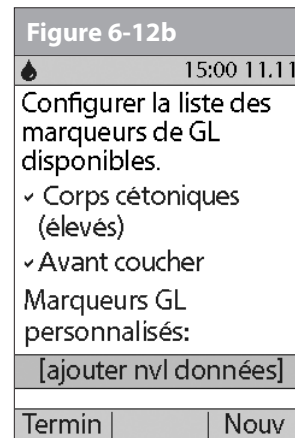 Figure 6-12b
15:00 11.11
Configurer la liste des
marqueurs de GL
disponibles.
✓ Corps cétoniques
(élevés)
✓ Avant coucher
Marqueurs GL
personnalisés:
[ajouter nvl données]
Termin Nouv